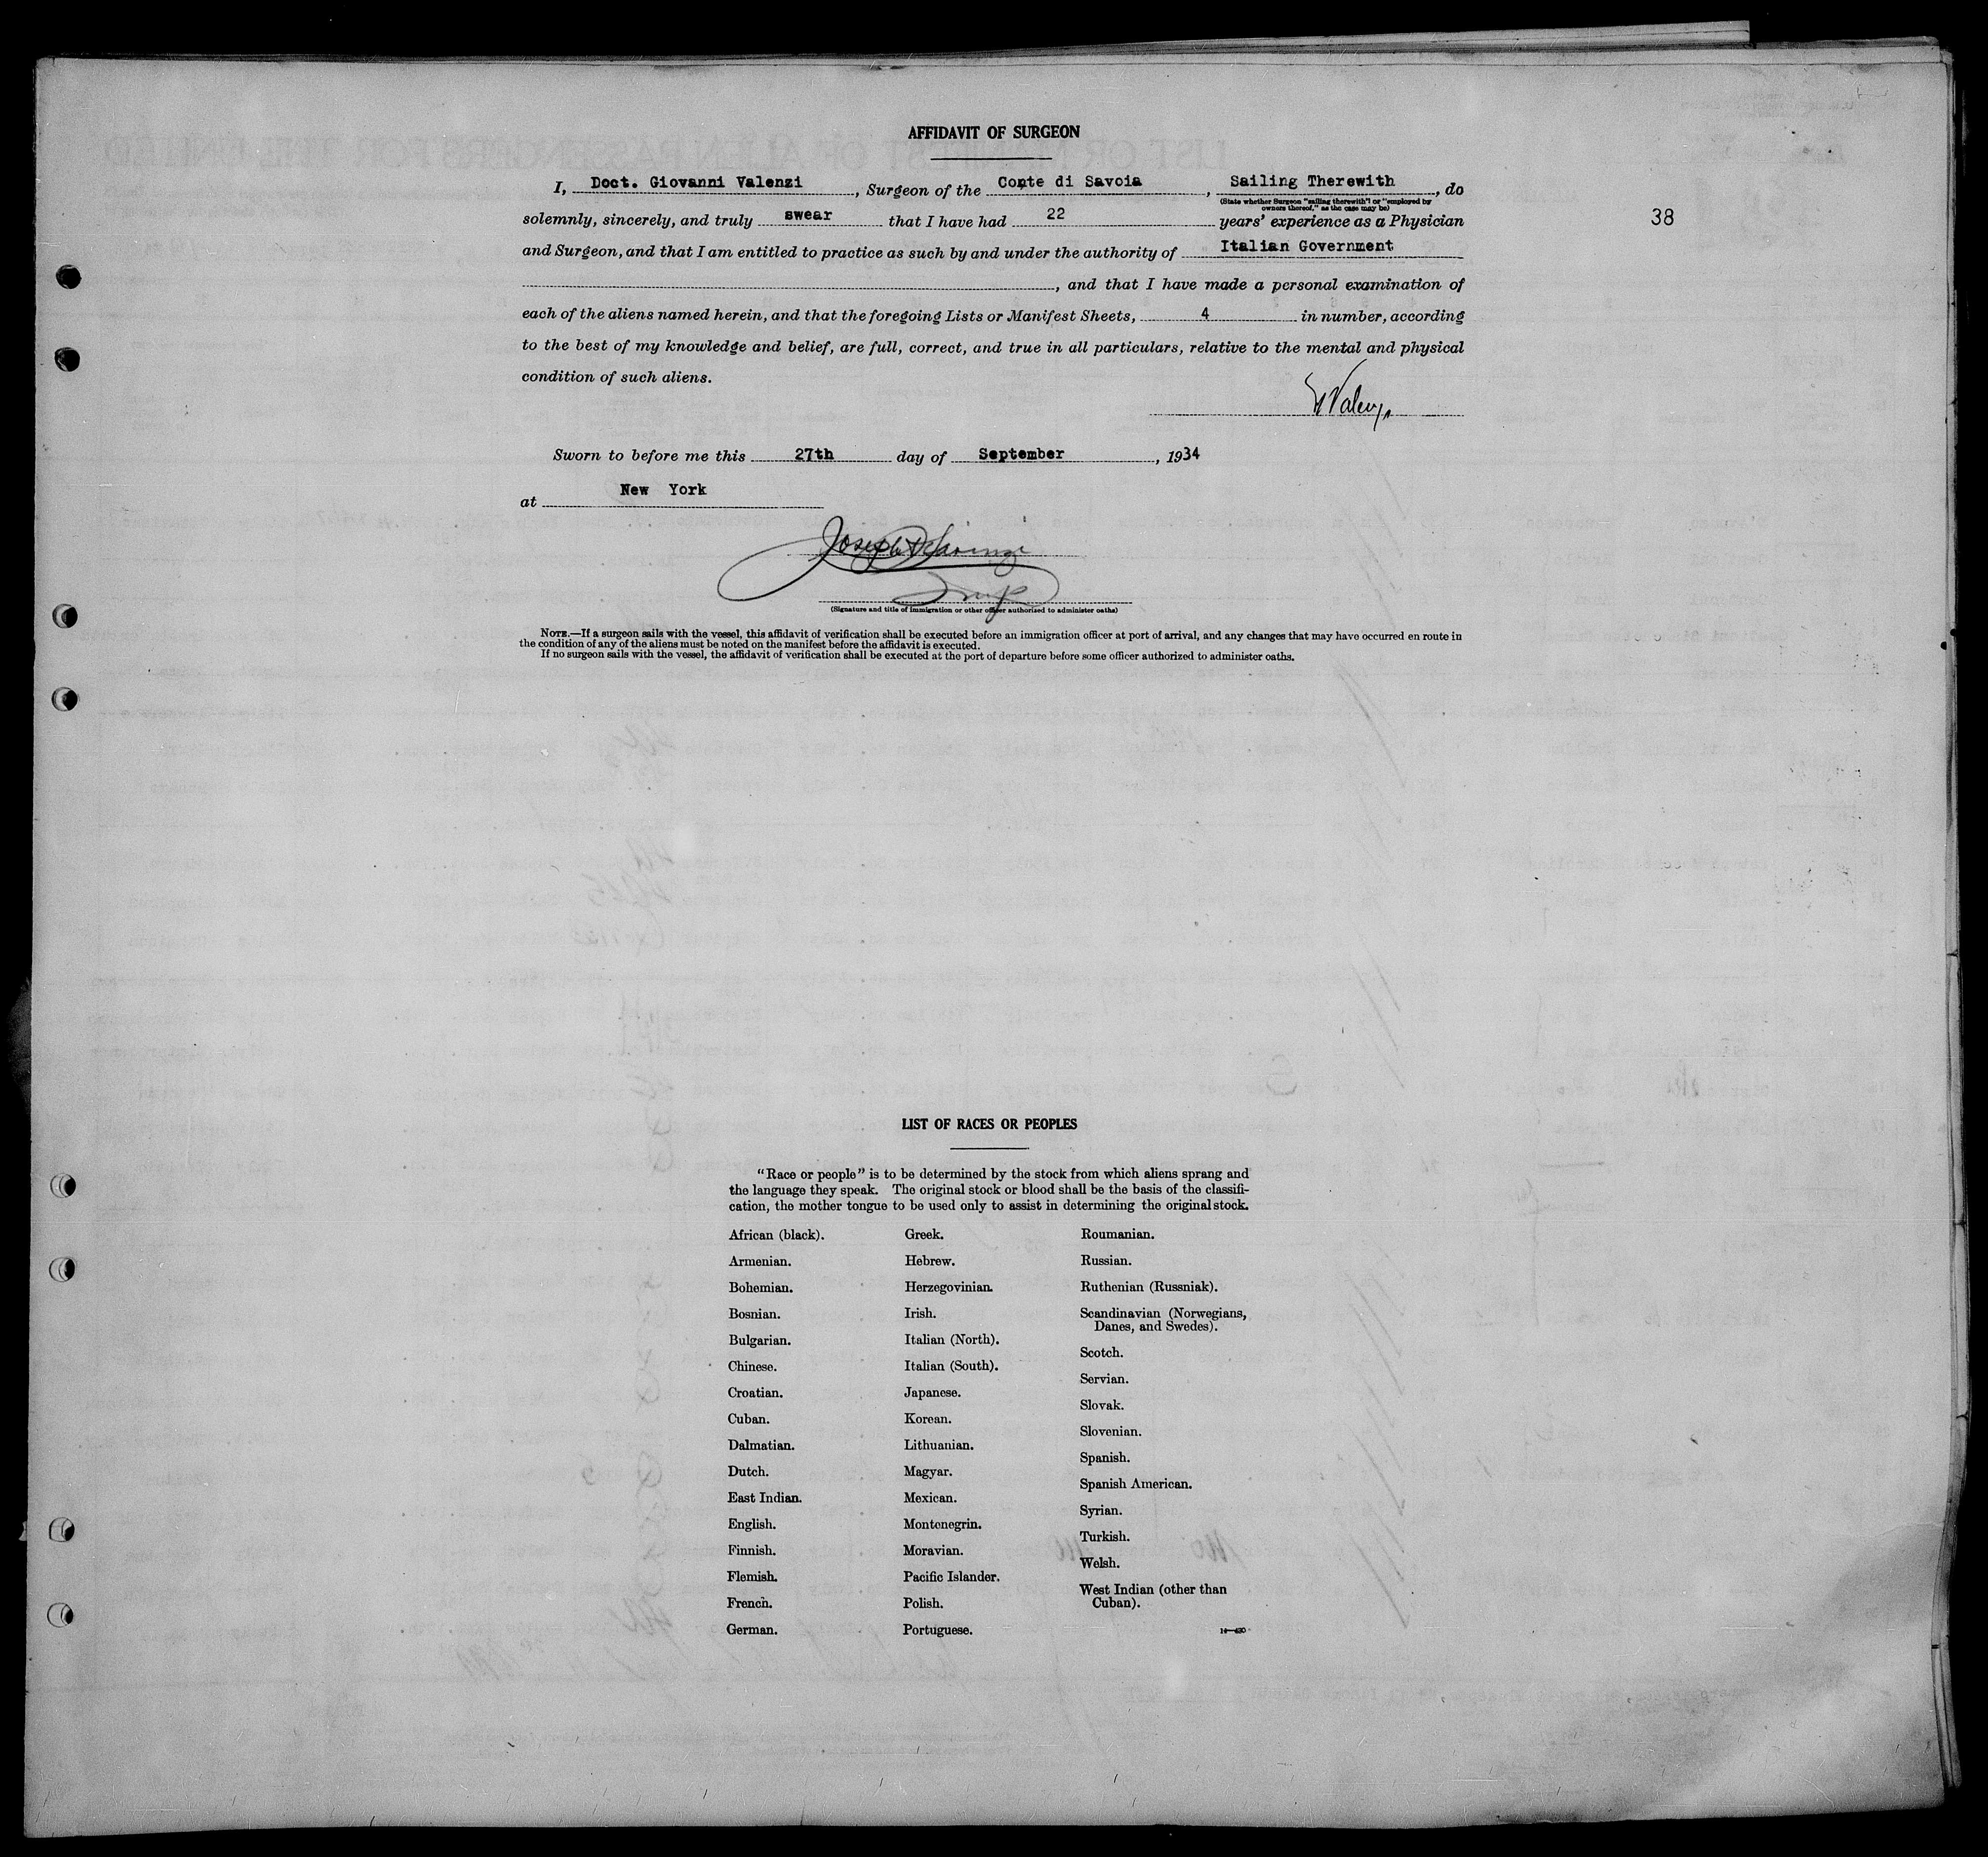 AFFIDAVIT OF SURGEON
I, Doct. Giovanni Valenzi, Surgeon of the Conte di Savoia, Sailing Therewith, do
(State whether Surgeon "sailing therewith" or "employed by
owners thereof," as the case may be)
solemnly, sincerely, and truly swear that I have had 22 years' experience as a Physician
38
and Surgeon, and that I am entitled to practice as such by and under the authority of Italian Government
, and that I have made a personal examination of
each of the aliens named herein, and that the foregoing Lists or Manifest Sheets, 4 in number, according
to the best of my knowledge and belief, are full, correct, and true in all particulars, relative to the mental and physical
condition of such aliens.
Sworn to before me this 27th day of September, 1934
at New York
Joseph
(Signature and title of immigration or other officer authorized to administer oaths)
NOTE.—If a surgeon sails with the vessel, this affidavit of verification shall be executed before an immigration officer at port of arrival, and any changes that may have occurred en route in
the condition of any of the aliens must be noted on the manifest before the affidavit is executed.
If no surgeon sails with the vessel, the affidavit of verification shall be executed at the port of departure before some officer authorized to administer oaths.
LIST OF RACES OR PEOPLES
"Race or people" is to be determined by the stock from which aliens sprang and
the language they speak. The original stock or blood shall be the basis of the classifi-
cation, the mother tongue to be used only to assist in determining the original stock.
African (black).
Armenian.
Bohemian.
Bosnian.
Bulgarian.
Chinese.
Croatian.
Cuban.
Dalmatian.
Dutch.
East Indian.
English.
Finnish.
Flemish.
French.
German.
Greek.
Hebrew.
Herzegovinian.
Irish.
Italian (North).
Italian (South).
Japanese.
Korean.
Lithuanian.
Magyar.
Mexican.
Montenegrin.
Moravian.
Pacific Islander.
Polish.
Portuguese.
Roumanian.
Russian.
Ruthenian (Russniak).
Scandinavian (Norwegians,
Danes, and Swedes).
Scotch.
Servian.
Slovak.
Slovenian.
Spanish.
Spanish American.
Syrian.
Turkish.
Welsh.
West Indian (other than
Cuban).